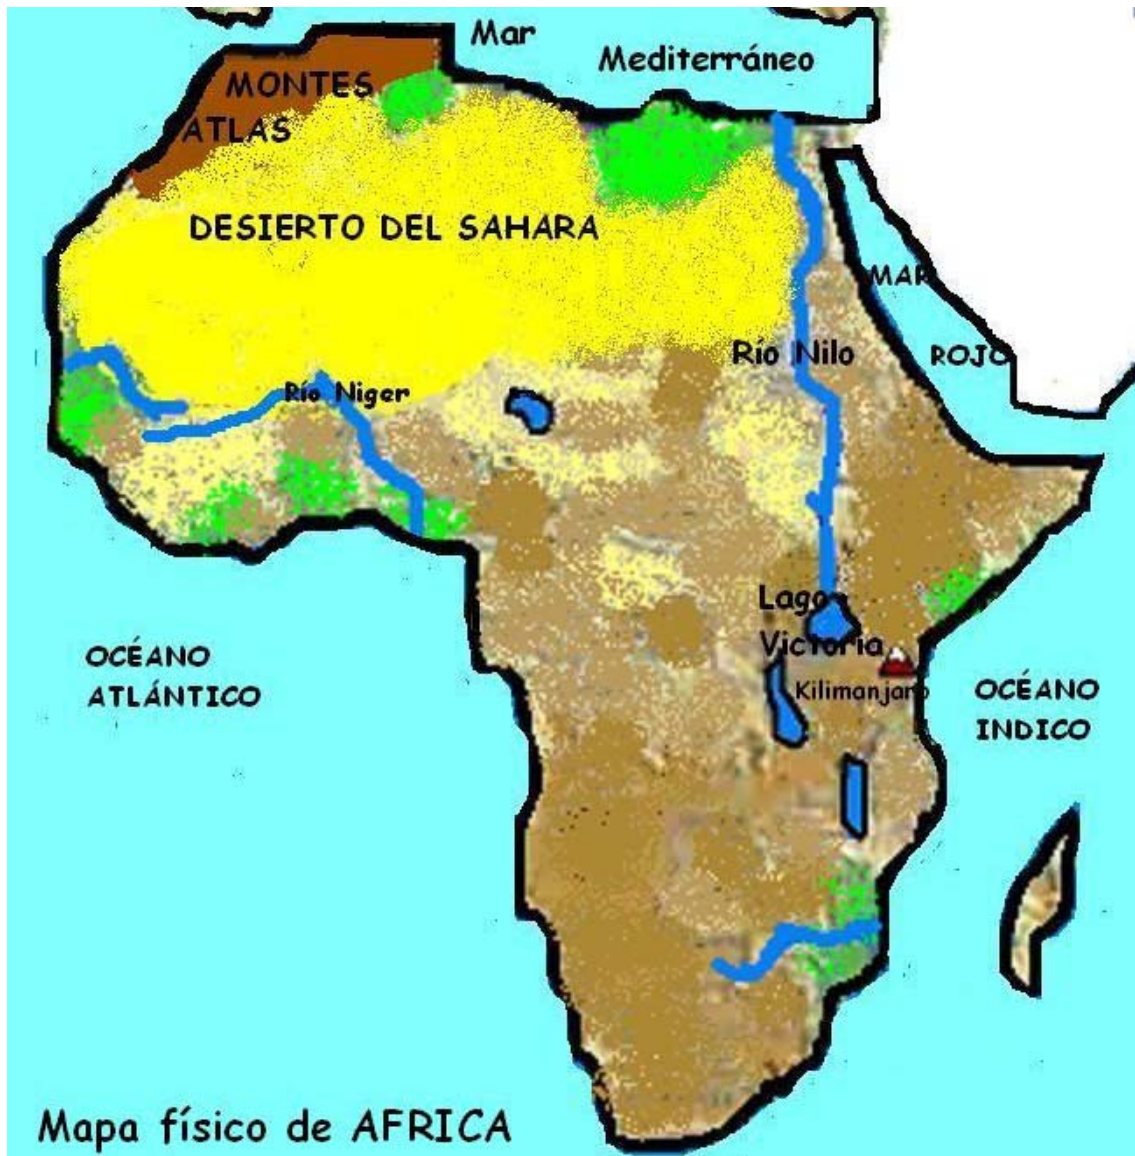 Mar
Mediterráneo
MONTES
ATLAS
DESIERTO DEL SAHARA
MAR
ROJO
Río Nilo
Río Niger
Lago
Victoria
Kilimanjaro
OCÉANO
ATLÁNTICO
OCÉANO
INDICO
Mapa físico de AFRICA